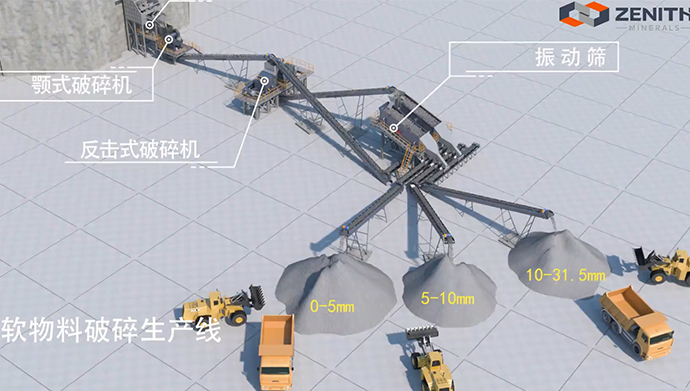 ZENITH
MINERALS
振动筛
颚式破碎机
反击式破碎机
10-31.5mm
5-10mm
0-5mm
软物料破碎生产线